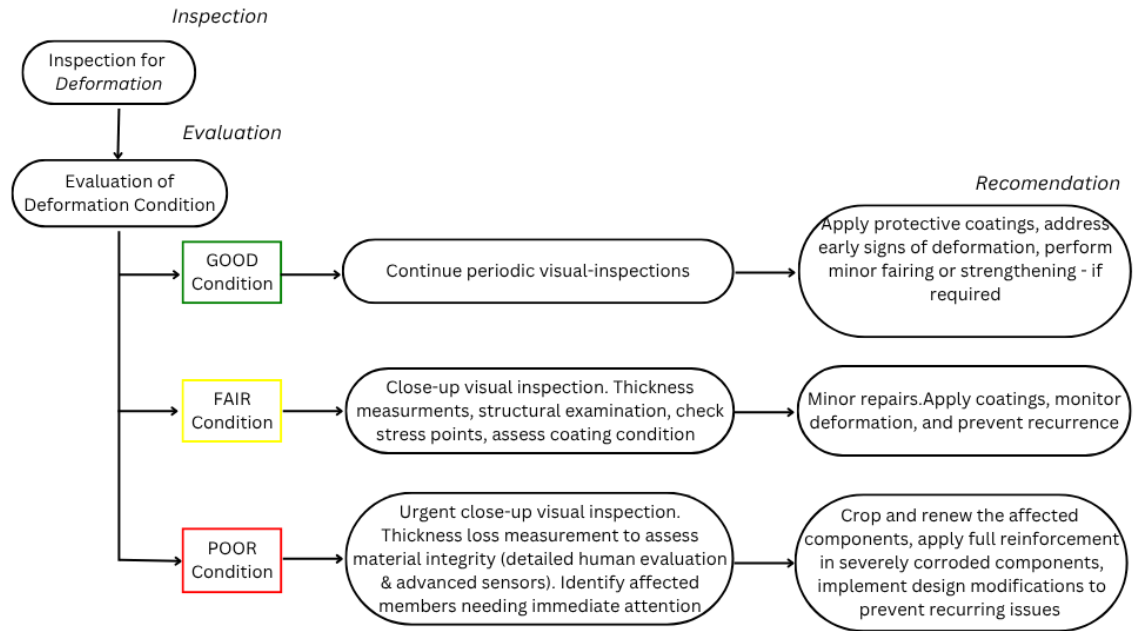 Inspection
Inspection for
Deformation
Evaluation
Evaluation of
Deformation Condition
Recomendation
GOOD
Condition
Continue periodic visual-inspections
Apply protective coatings, address
early signs of deformation, perform
minor fairing or strengthening - if
required
FAIR
Condition
Close-up visual inspection. Thickness
measurments, structural examination, check
stress points, assess coating condition
Minor repairs.Apply coatings, monitor
deformation, and prevent recurrence
POOR
Condition
Urgent close-up visual inspection.
Thickness loss measurement to assess
material integrity (detailed human evaluation
& advanced sensors). Identify affected
members needing immediate attention
Crop and renew the affected
components, apply full reinforcement
in severely corroded components,
implement design modifications to
prevent recurring issues